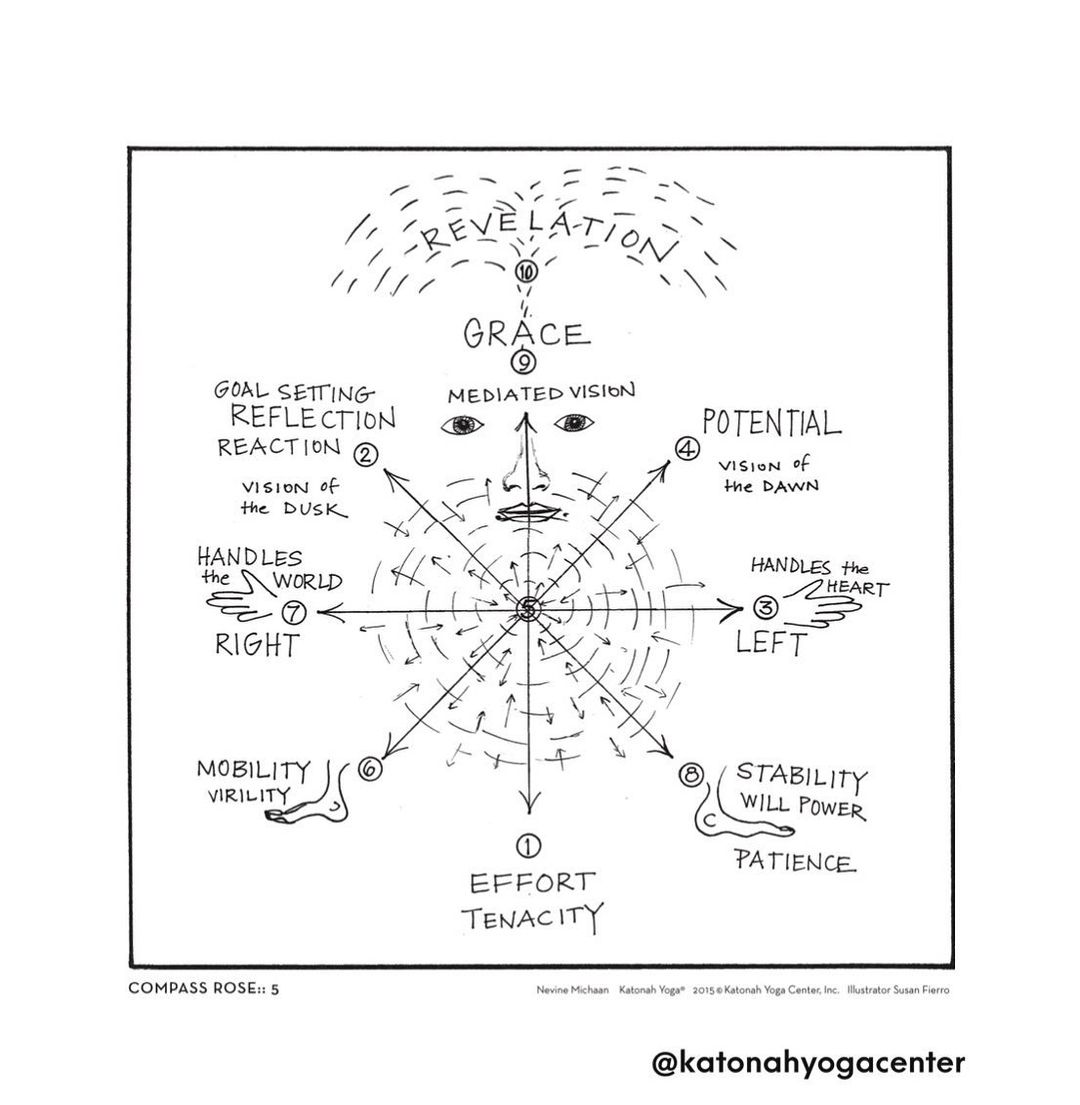 REVELATION
10
GRACE
9
MEDIATED VISION
GOAL SETTING
REFLECTION
REACTION 2
VISION of
the DUSK
4 POTENTIAL
VISION of
the DAWN
HANDLES
the WORLD
7
RIGHT
5
HANDLES the
HEART
3
LEFT
MOBILITY 6
VIRILITY
8 STABILITY
WILL POWER
PATIENCE
1
EFFORT
TENACITY
COMPASS ROSE:: 5
Nevine Michaan Katonah Yoga® 2015 © Katonah Yoga Center, Inc. Illustrator Susan Fierro
@katonahyogacenter